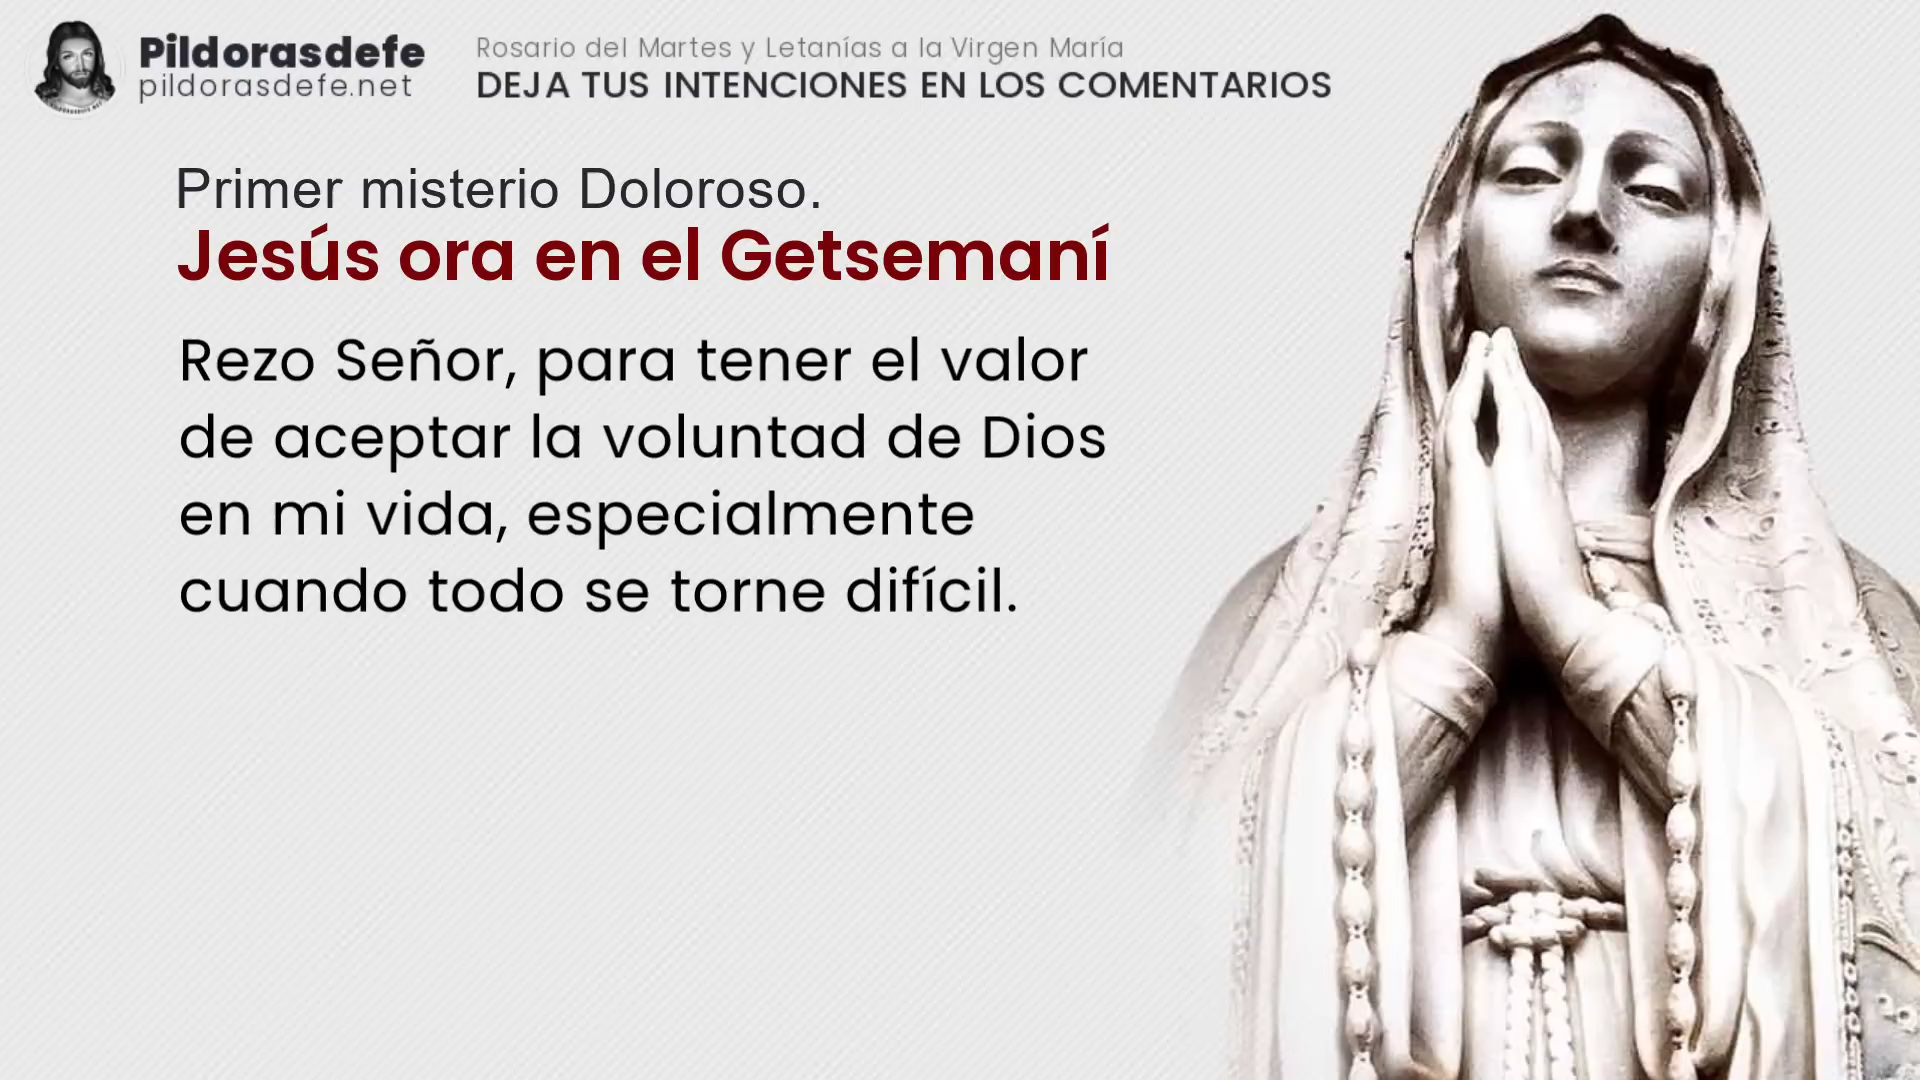 Pildorasdefe
pildorasdefe.net
Rosario del Martes y Letanías a la Virgen María
DEJA TUS INTENCIONES EN LOS COMENTARIOS
Primer misterio Doloroso.
Jesús ora en el Getsemaní
Rezo Señor, para tener el valor
de aceptar la voluntad de Dios
en mi vida, especialmente
cuando todo se torne difícil.